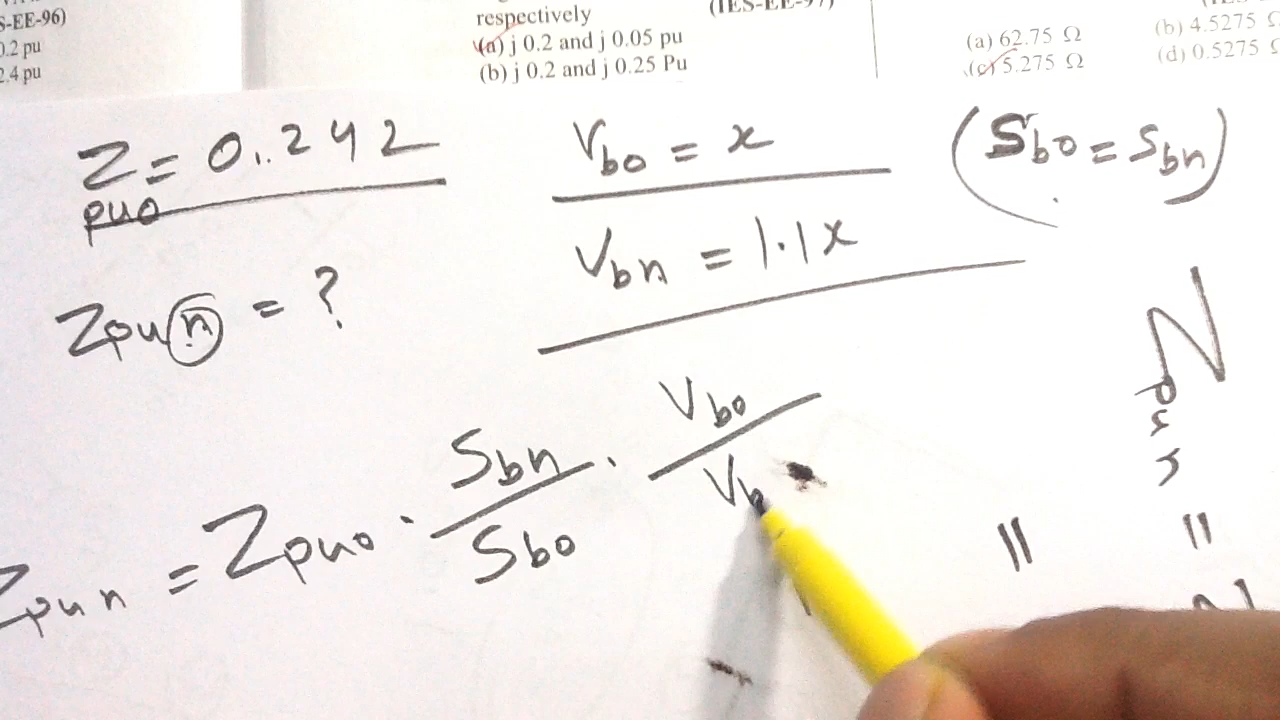 S-EE-96)
0.2 pu
2.4 pu
respectively
(a) j 0.2 and j 0.05 pu
(b) j 0.2 and j 0.25 Pu
(IES-EE-97)
(a) 62.75 Ω
(b) 4.5275
(c) 5.275 Ω
(d) 0.5275 Ω
Z = 0.242
puo
Vbo = x
(Sbo = Sbn)
Vbn = 1.1x
Zpun = ?
Zpun = Zpuo . Sbn / Sbo . Vbo / Vb
Z
pun
=
=